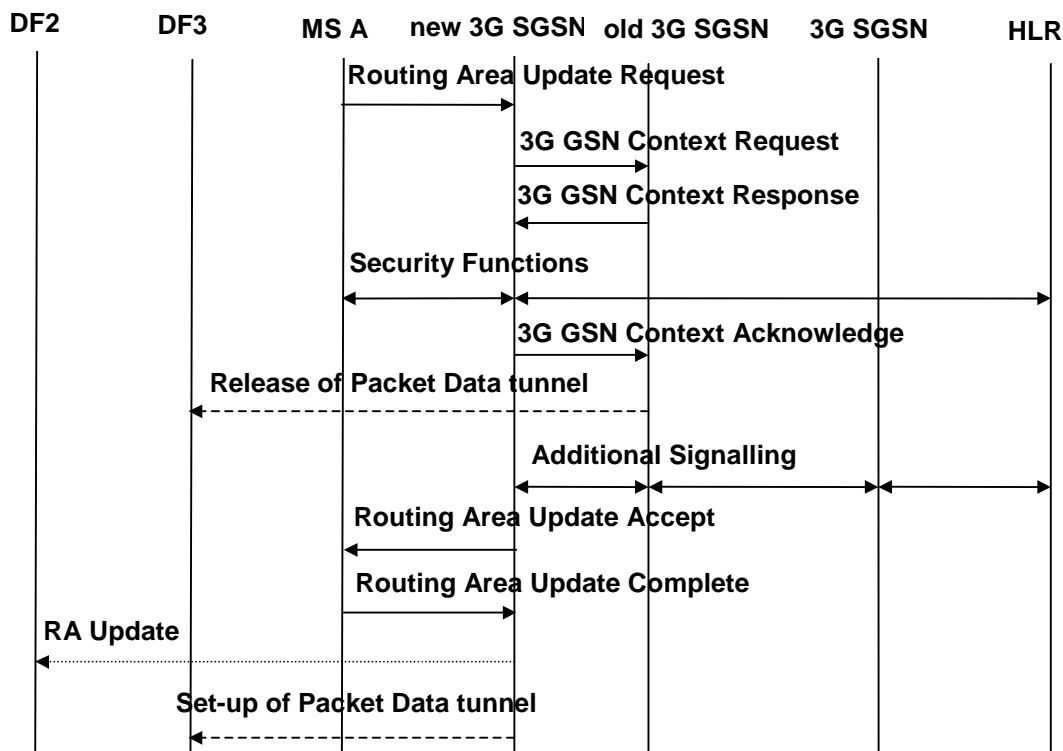 DF2 DF3 MS A new 3G SGSN old 3G SGSN 3G SGSN HLR
Routing Area Update Request
3G GSN Context Request
3G GSN Context Response
Security Functions
3G GSN Context Acknowledge
Release of Packet Data tunnel
Additional Signalling
Routing Area Update Accept
Routing Area Update Complete
RA Update
Set-up of Packet Data tunnel